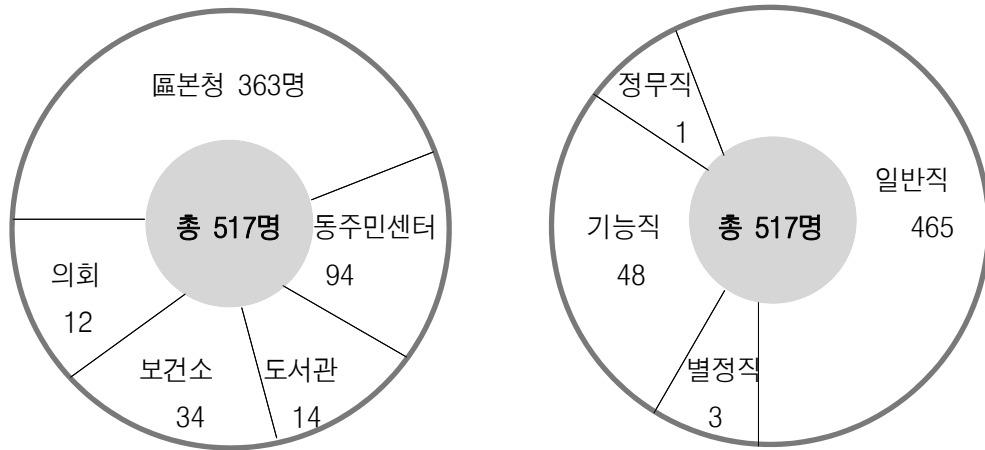 區본청 363명
총 517명
동주민센터
94
의회
12
보건소
34
도서관
14
정무직
1
일반직
465
기능직
48
총 517명
별정직
3